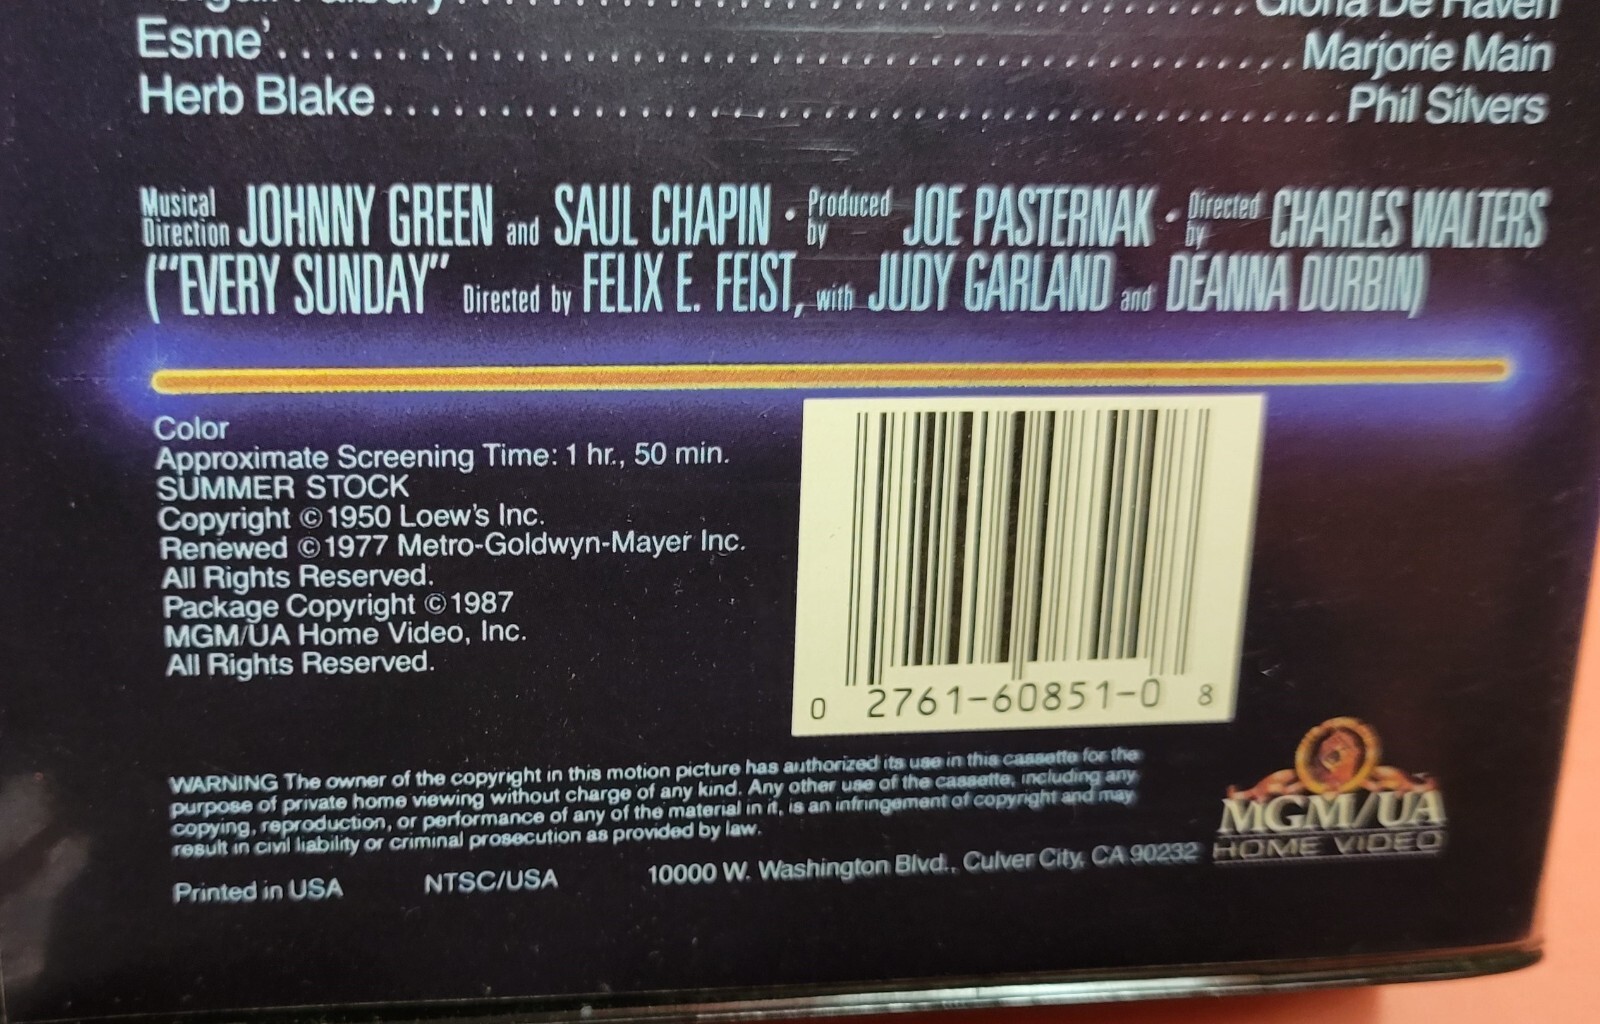 Gloria De Haven
Esme'........Marjorie Main
Herb Blake........Phil Silvers
Musical Direction JOHNNY GREEN and SAUL CHAPIN · Produced by JOE PASTERNAK · Directed by CHARLES WALTERS
("EVERY SUNDAY" Directed by FELIX E. FEIST, with JUDY GARLAND and DEANNA DURBIN)
Color
Approximate Screening Time: 1 hr., 50 min.
SUMMER STOCK
Copyright © 1950 Loew's Inc.
Renewed © 1977 Metro-Goldwyn-Mayer Inc.
All Rights Reserved.
Package Copyright © 1987
MGM/UA Home Video, Inc.
All Rights Reserved.
0 2761-60851-0 8
WARNING The owner of the copyright in this motion picture has authorized its use in this cassette for the
purpose of private home viewing without charge of any kind. Any other use of the cassette, including any
copying, reproduction, or performance of any of the material in it, is an infringement of copyright and may
result in civil liability or criminal prosecution as provided by law.
MGM/UA
HOME VIDEO
Printed in USA NTSC/USA 10000 W. Washington Blvd., Culver City, CA 90232